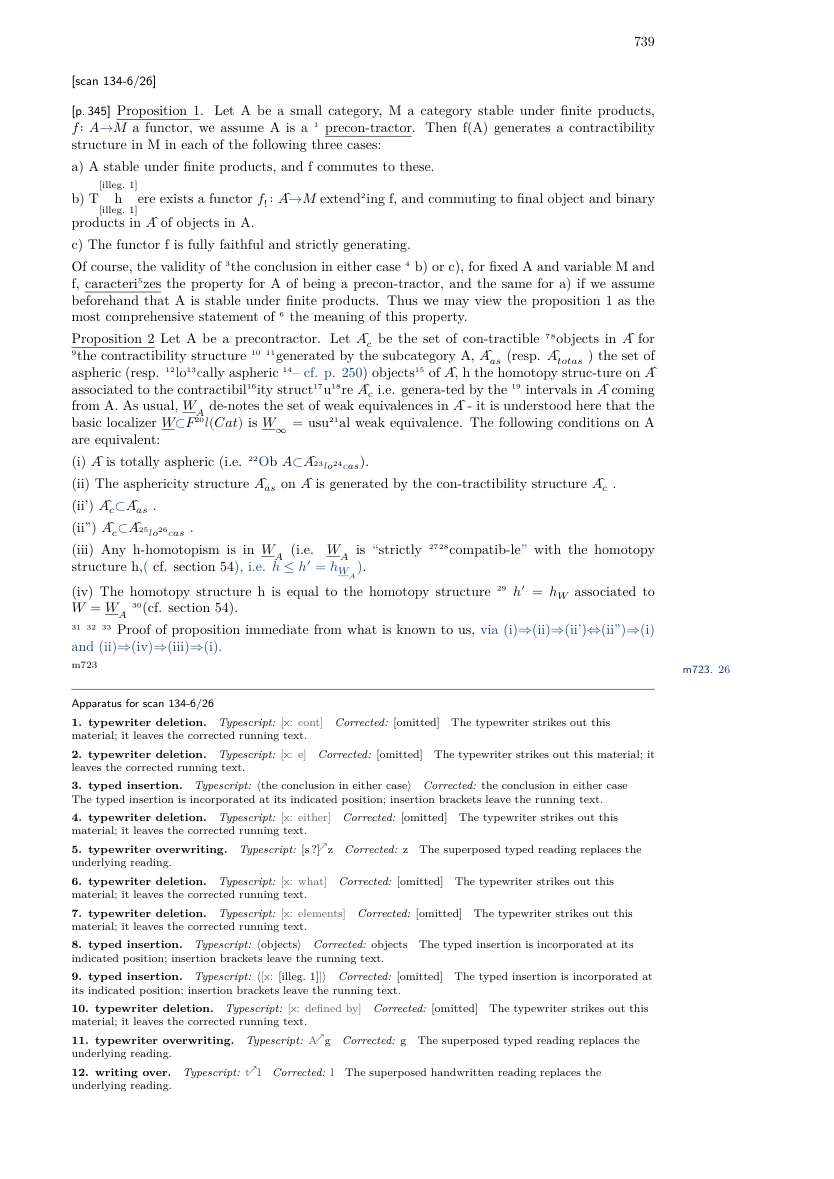 739
[scan 134-6/26]
[p. 345] Proposition 1. Let A be a small category, M a category stable under finite products,
f: A→M a functor, we assume A is a ¹ precon-tractor. Then f(A) generates a contractibility
structure in M in each of the following three cases:
a) A stable under finite products, and f commutes to these.
[illeg. 1]
b) T h ere exists a functor f_!: A^→M extend²ing f, and commuting to final object and binary
[illeg. 1]
products in A^ of objects in A.
c) The functor f is fully faithful and strictly generating.
Of course, the validity of ³the conclusion in either case ⁴ b) or c), for fixed A and variable M and
f, caracteri⁵zes the property for A of being a precon-tractor, and the same for a) if we assume
beforehand that A is stable under finite products. Thus we may view the proposition 1 as the
most comprehensive statement of ⁶ the meaning of this property.
Proposition 2 Let A be a precontractor. Let A^_c be the set of con-tractible ⁷⁸objects in A^ for
⁹the contractibility structure ¹⁰ ¹¹generated by the subcategory A, A^_as (resp. A^_totas ) the set of
aspheric (resp. ¹²lo¹³cally aspheric ¹⁴– cf. p. 250) objects¹⁵ of A^, h the homotopy struc-ture on A^
associated to the contractibil¹⁶ity struct¹⁷u¹⁸re A^_c i.e. genera-ted by the ¹⁹ intervals in A^ coming
from A. As usual, W_A de-notes the set of weak equivalences in A^ - it is understood here that the
basic localizer W⊂F²⁰l(Cat) is W_∞ = usu²¹al weak equivalence. The following conditions on A
are equivalent:
(i) A^ is totally aspheric (i.e. ²²Ob A⊂A^_²³lo²⁴cas).
(ii) The asphericity structure A^_as on A^ is generated by the con-tractibility structure A^_c .
(ii') A^_c⊂A^_as .
(ii”) A^_c⊂A^_²⁵lo²⁶cas .
(iii) Any h-homotopism is in W_A (i.e. W_A is “strictly ²⁷²⁸compatib-le” with the homotopy
structure h,( cf. section 54), i.e. h ≤ h′ = h_W_A).
(iv) The homotopy structure h is equal to the homotopy structure ²⁹ h′ = h_W associated to
W = W_A ³⁰(cf. section 54).
³¹ ³² ³³ Proof of proposition immediate from what is known to us, via (i)⇒(ii)⇒(ii')⇔(ii”)⇒(i)
and (ii)⇒(iv)⇒(iii)⇒(i).
m723
m723. 26
Apparatus for scan 134-6/26
1. typewriter deletion. Typescript: [x: cont] Corrected: [omitted] The typewriter strikes out this
material; it leaves the corrected running text.
2. typewriter deletion. Typescript: [x: e] Corrected: [omitted] The typewriter strikes out this material; it
leaves the corrected running text.
3. typed insertion. Typescript: ⟨the conclusion in either case⟩ Corrected: the conclusion in either case
The typed insertion is incorporated at its indicated position; insertion brackets leave the running text.
4. typewriter deletion. Typescript: [x: either] Corrected: [omitted] The typewriter strikes out this
material; it leaves the corrected running text.
5. typewriter overwriting. Typescript: [s ?]↗z Corrected: z The superposed typed reading replaces the
underlying reading.
6. typewriter deletion. Typescript: [x: what] Corrected: [omitted] The typewriter strikes out this
material; it leaves the corrected running text.
7. typewriter deletion. Typescript: [x: elements] Corrected: [omitted] The typewriter strikes out this
material; it leaves the corrected running text.
8. typed insertion. Typescript: ⟨objects⟩ Corrected: objects The typed insertion is incorporated at its
indicated position; insertion brackets leave the running text.
9. typed insertion. Typescript: ⟨[x: [illeg. 1]]⟩ Corrected: [omitted] The typed insertion is incorporated at
its indicated position; insertion brackets leave the running text.
10. typewriter deletion. Typescript: [x: defined by] Corrected: [omitted] The typewriter strikes out this
material; it leaves the corrected running text.
11. typewriter overwriting. Typescript: A↗g Corrected: g The superposed typed reading replaces the
underlying reading.
12. writing over. Typescript: t↗l Corrected: l The superposed handwritten reading replaces the
underlying reading.